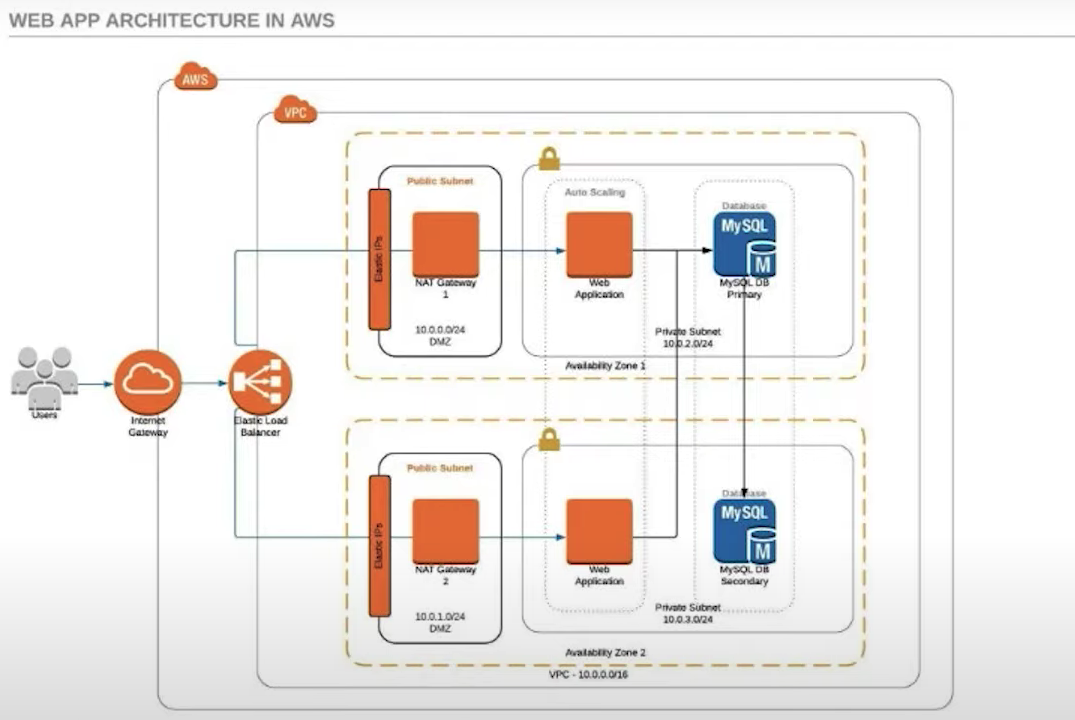 WEB APP ARCHITECTURE IN AWS
AWS
VPC
Public Subnet
Elastic IPs
NAT Gateway
1
10.0.0.0/24
DMZ
Auto Scaling
Web
Application
Database
MySQL
M
MySQL DB
Primary
Private Subnet
10.0.2.0/24
Availability Zone 1
Users
Internet
Gateway
Elastic Load
Balancer
Public Subnet
Elastic IPs
NAT Gateway
2
10.0.1.0/24
DMZ
Web
Application
Database
MySQL
M
MySQL DB
Secondary
Private Subnet
10.0.3.0/24
Availability Zone 2
VPC - 10.0.0.0/16